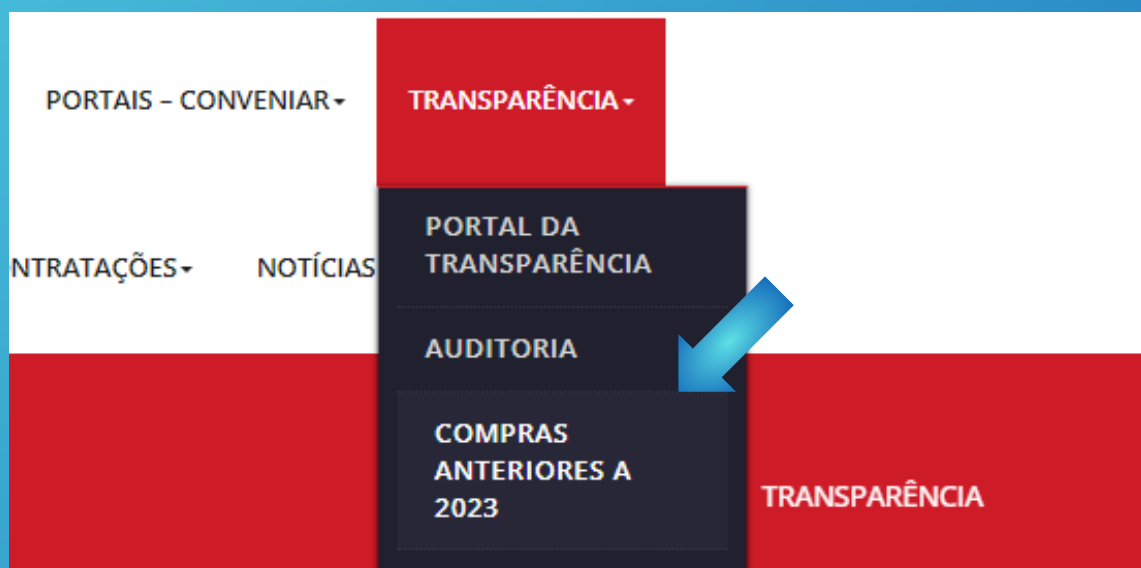 PORTAIS – CONVENIAR
TRANSPARÊNCIA
NTRATAÇÕES
NOTÍCIAS
PORTAL DA
TRANSPARÊNCIA
AUDITORIA
COMPRAS
ANTERIORES A
2023
TRANSPARÊNCIA